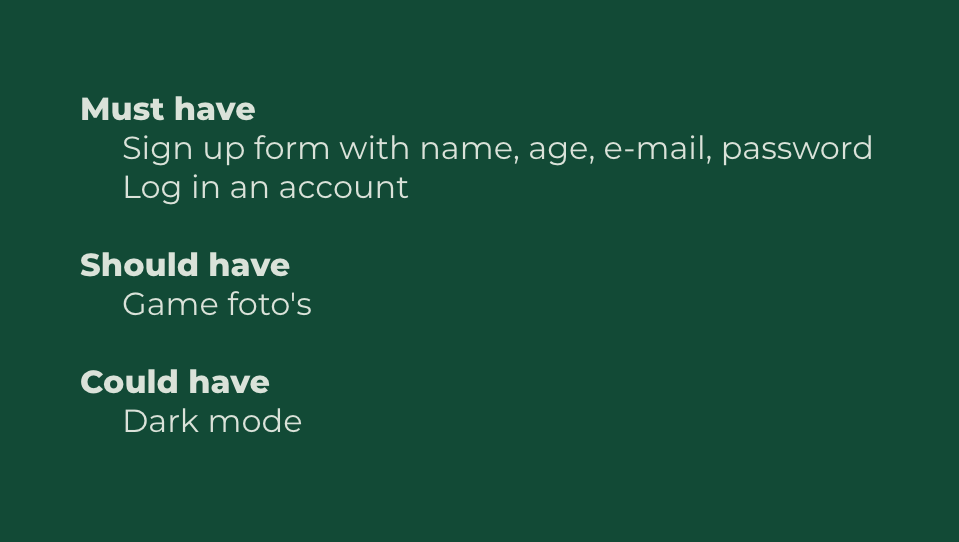 Must have
Sign up form with name, age, e-mail, password
Log in an account
Should have
Game foto's
Could have
Dark mode